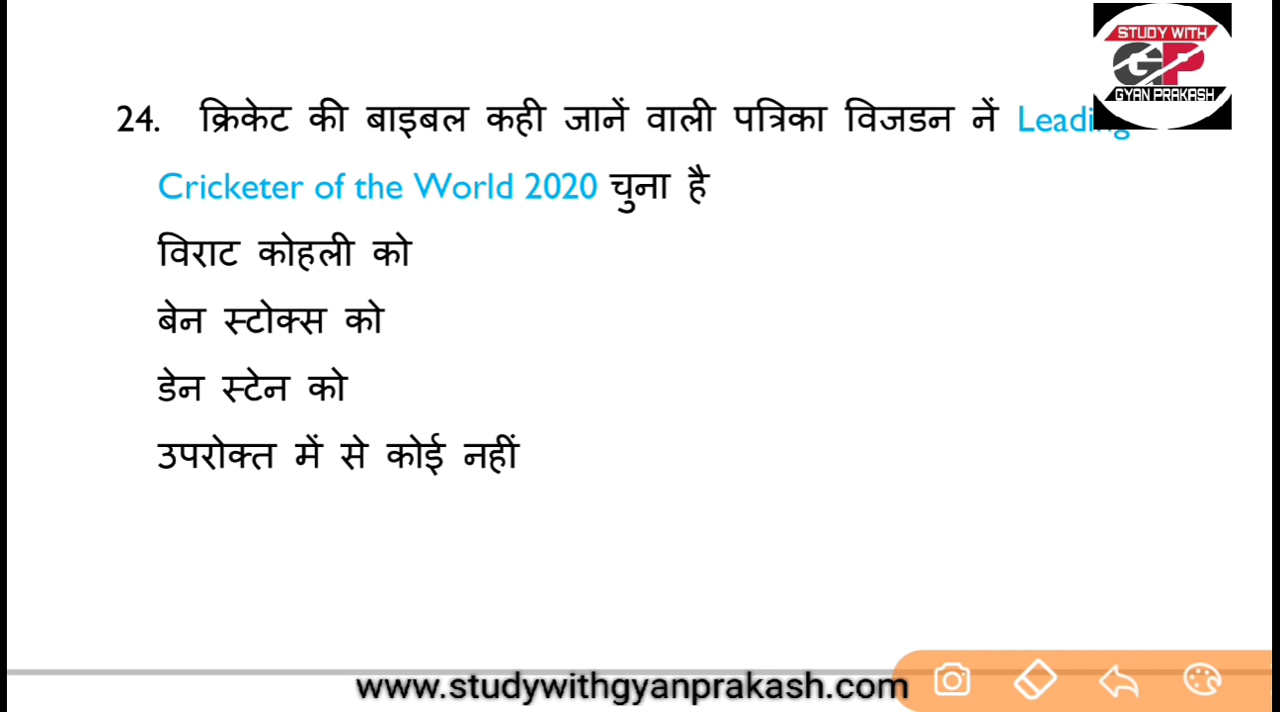 STUDY WITH
GP
GYAN PRAKASH
24. क्रिकेट की बाइबल कही जानें वाली पत्रिका विजडन नें Leading
Cricketer of the World 2020 चुना है
विराट कोहली को
बेन स्टोक्स को
डेन स्टेन को
उपरोक्त में से कोई नहीं
www.studywithgyanprakash.com